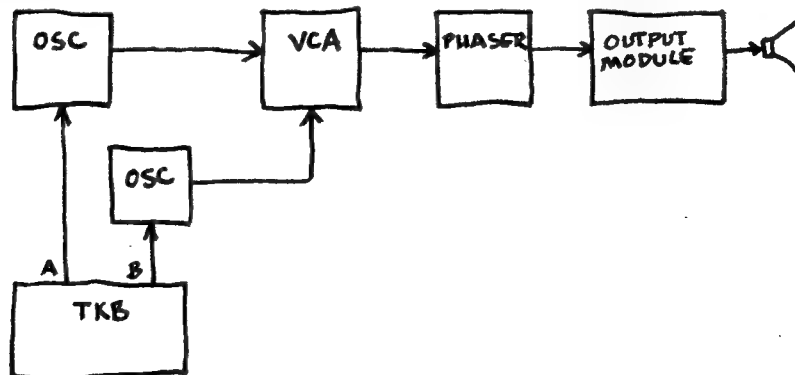 OSC
VCA
PHASER
OUTPUT
MODULE
OSC
A
B
TKB